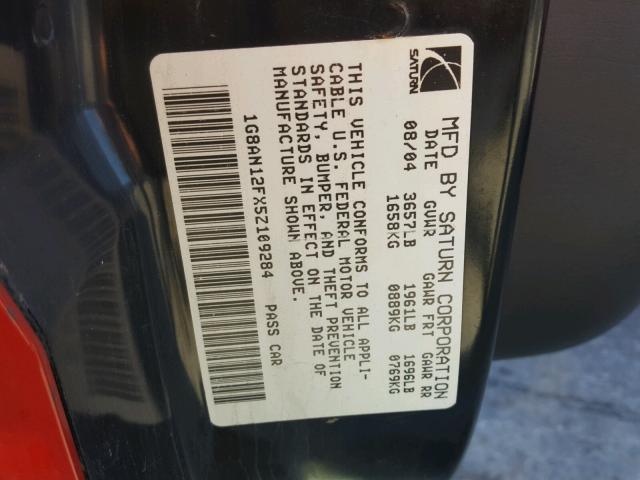 SATURN
MFD BY SATURN CORPORATION
DATE GVWR GAWR FRT GAWR RR
08/04 3657LB 1961LB 1696LB
1658KG 0889KG 0769KG
THIS VEHICLE CONFORMS TO ALL APPLI-
CABLE U.S. FEDERAL MOTOR VEHICLE
SAFETY, BUMPER, AND THEFT PREVENTION
STANDARDS IN EFFECT ON THE DATE OF
MANUFACTURE SHOWN ABOVE.
1G8AN12FX5Z109284 PASS CAR